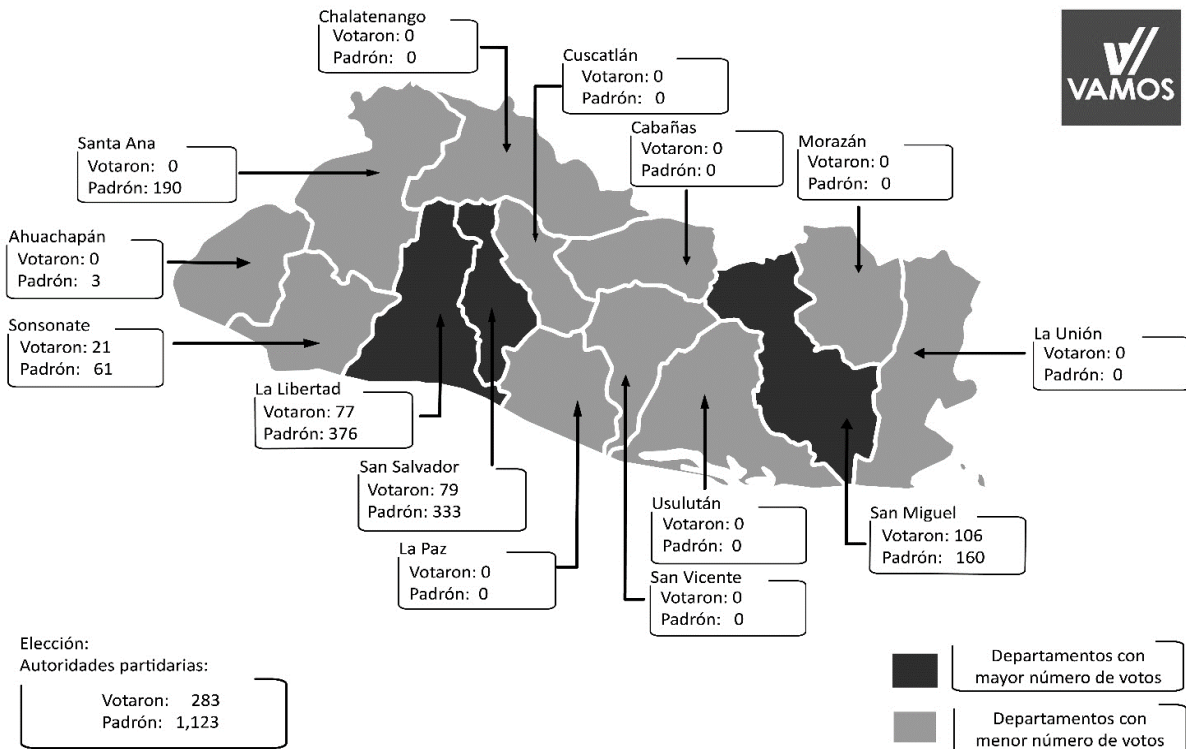 Chalatenango
Votaron: 0
Padrón: 0
Cuscatlán
Votaron: 0
Padrón: 0
VAMOS
Cabañas
Votaron: 0
Padrón: 0
Morazán
Votaron: 0
Padrón: 0
Santa Ana
Votaron: 0
Padrón: 190
Ahuachapán
Votaron: 0
Padrón: 3
Sonsonate
Votaron: 21
Padrón: 61
La Unión
Votaron: 0
Padrón: 0
La Libertad
Votaron: 77
Padrón: 376
San Salvador
Votaron: 79
Padrón: 333
La Paz
Votaron: 0
Padrón: 0
Usulután
Votaron: 0
Padrón: 0
San Vicente
Votaron: 0
Padrón: 0
San Miguel
Votaron: 106
Padrón: 160
Elección:
Autoridades partidarias:
Votaron: 283
Padrón: 1,123
Departamentos con
mayor número de votos
Departamentos con
menor número de votos